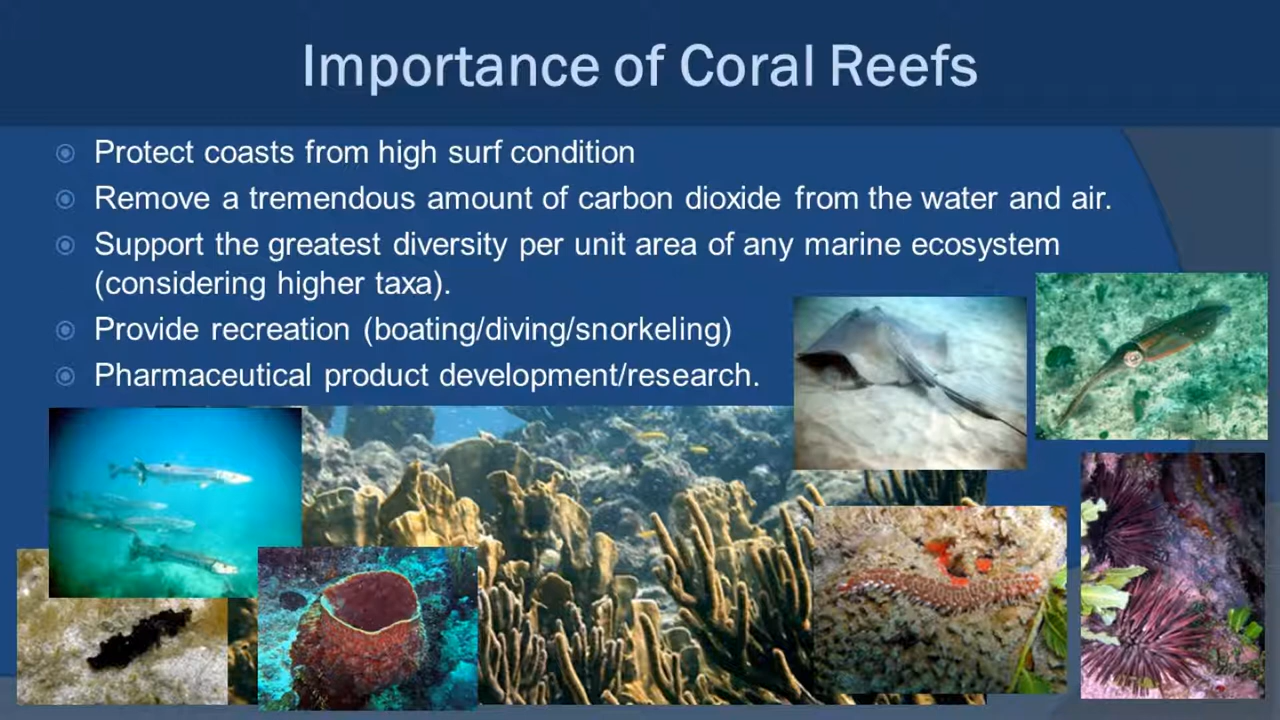 Importance of Coral Reefs
Protect coasts from high surf condition
Remove a tremendous amount of carbon dioxide from the water and air.
Support the greatest diversity per unit area of any marine ecosystem
(considering higher taxa).
Provide recreation (boating/diving/snorkeling)
Pharmaceutical product development/research.